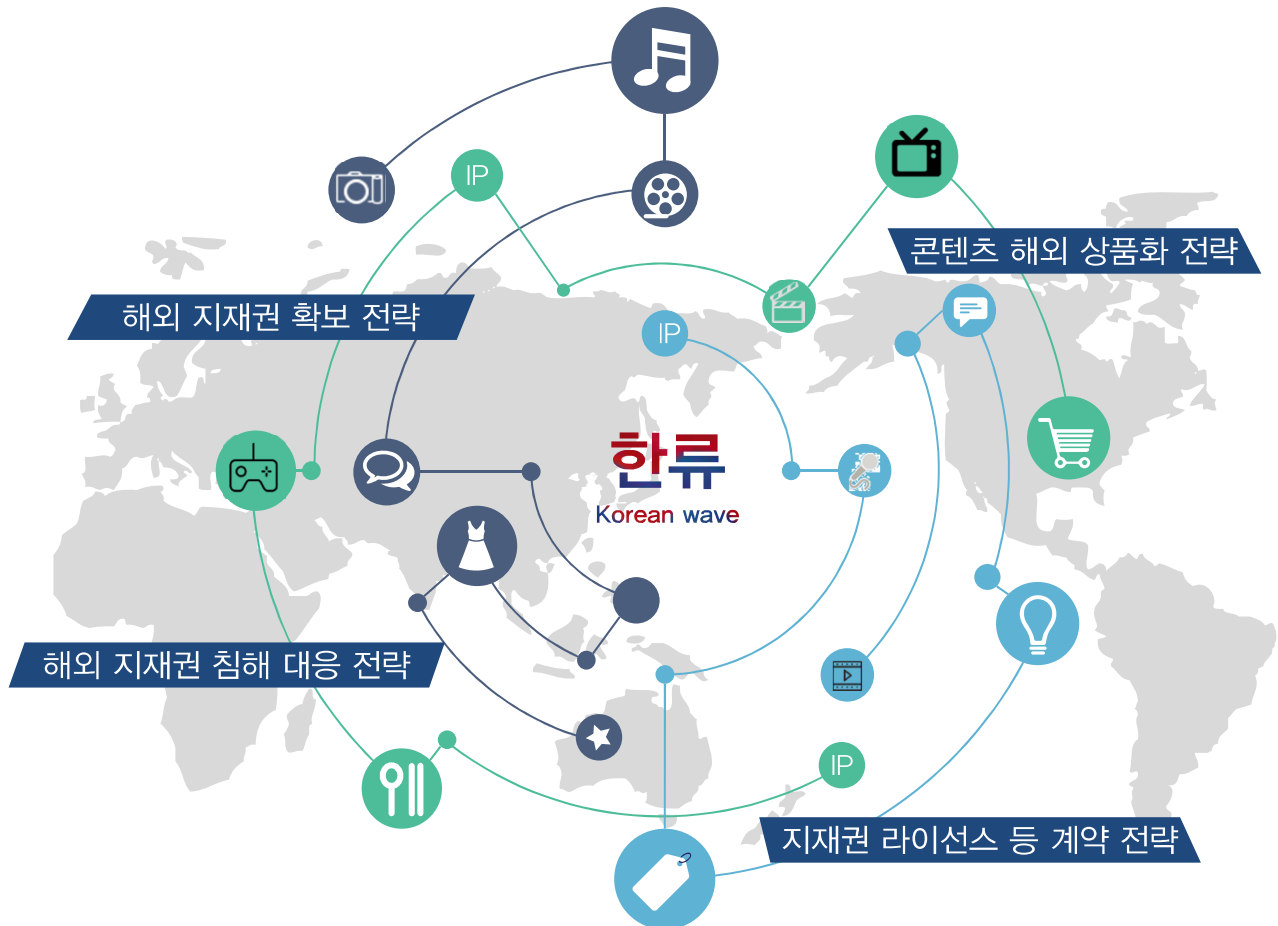 IP
콘텐츠 해외 상품화 전략
해외 지재권 확보 전략
IP
한류
Korean wave
해외 지재권 침해 대응 전략
IP
지재권 라이선스 등 계약 전략